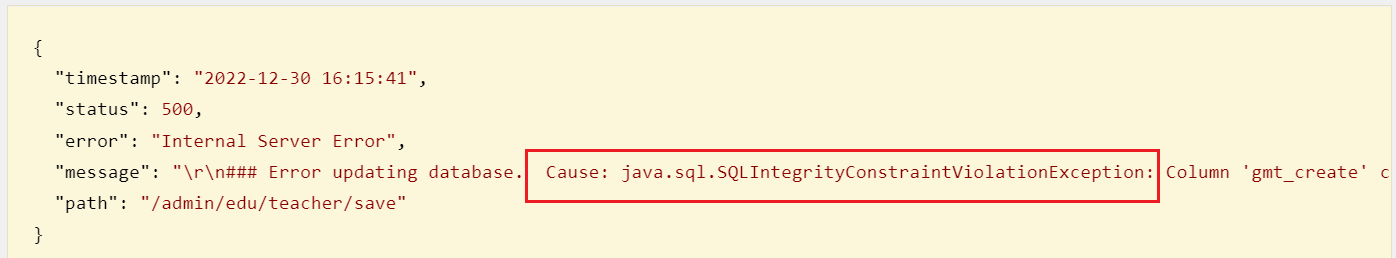 {
"timestamp": "2022-12-30 16:15:41",
"status": 500,
"error": "Internal Server Error",
"message": "\r\n### Error updating database.  Cause: java.sql.SQLIntegrityConstraintViolationException: Column 'gmt_create' c
"path": "/admin/edu/teacher/save"
}